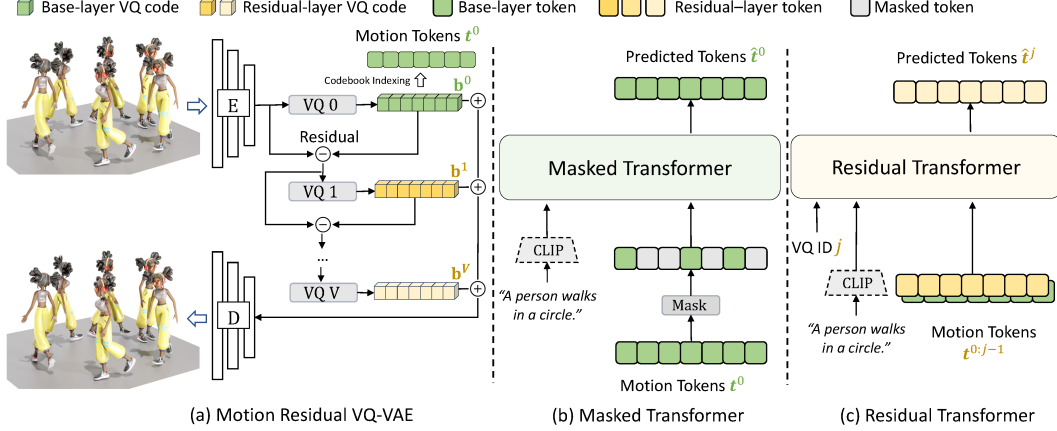 Base-layer VQ code
Residual-layer VQ code
Base-layer token
Residual–layer token
Masked token
Motion Tokens t⁰
Codebook Indexing
b⁰
E
VQ 0
+
Residual
−
b¹
VQ 1
+
−
...
...
bⱽ
VQ V
+
D
(a) Motion Residual VQ-VAE
Predicted Tokens t̂⁰
Masked Transformer
CLIP
“A person walks
in a circle.”
Mask
Motion Tokens t⁰
(b) Masked Transformer
Predicted Tokens t̂ʲ
Residual Transformer
VQ ID j
CLIP
“A person walks
in a circle.”
Motion Tokens
t⁰:ʲ⁻¹
(c) Residual Transformer